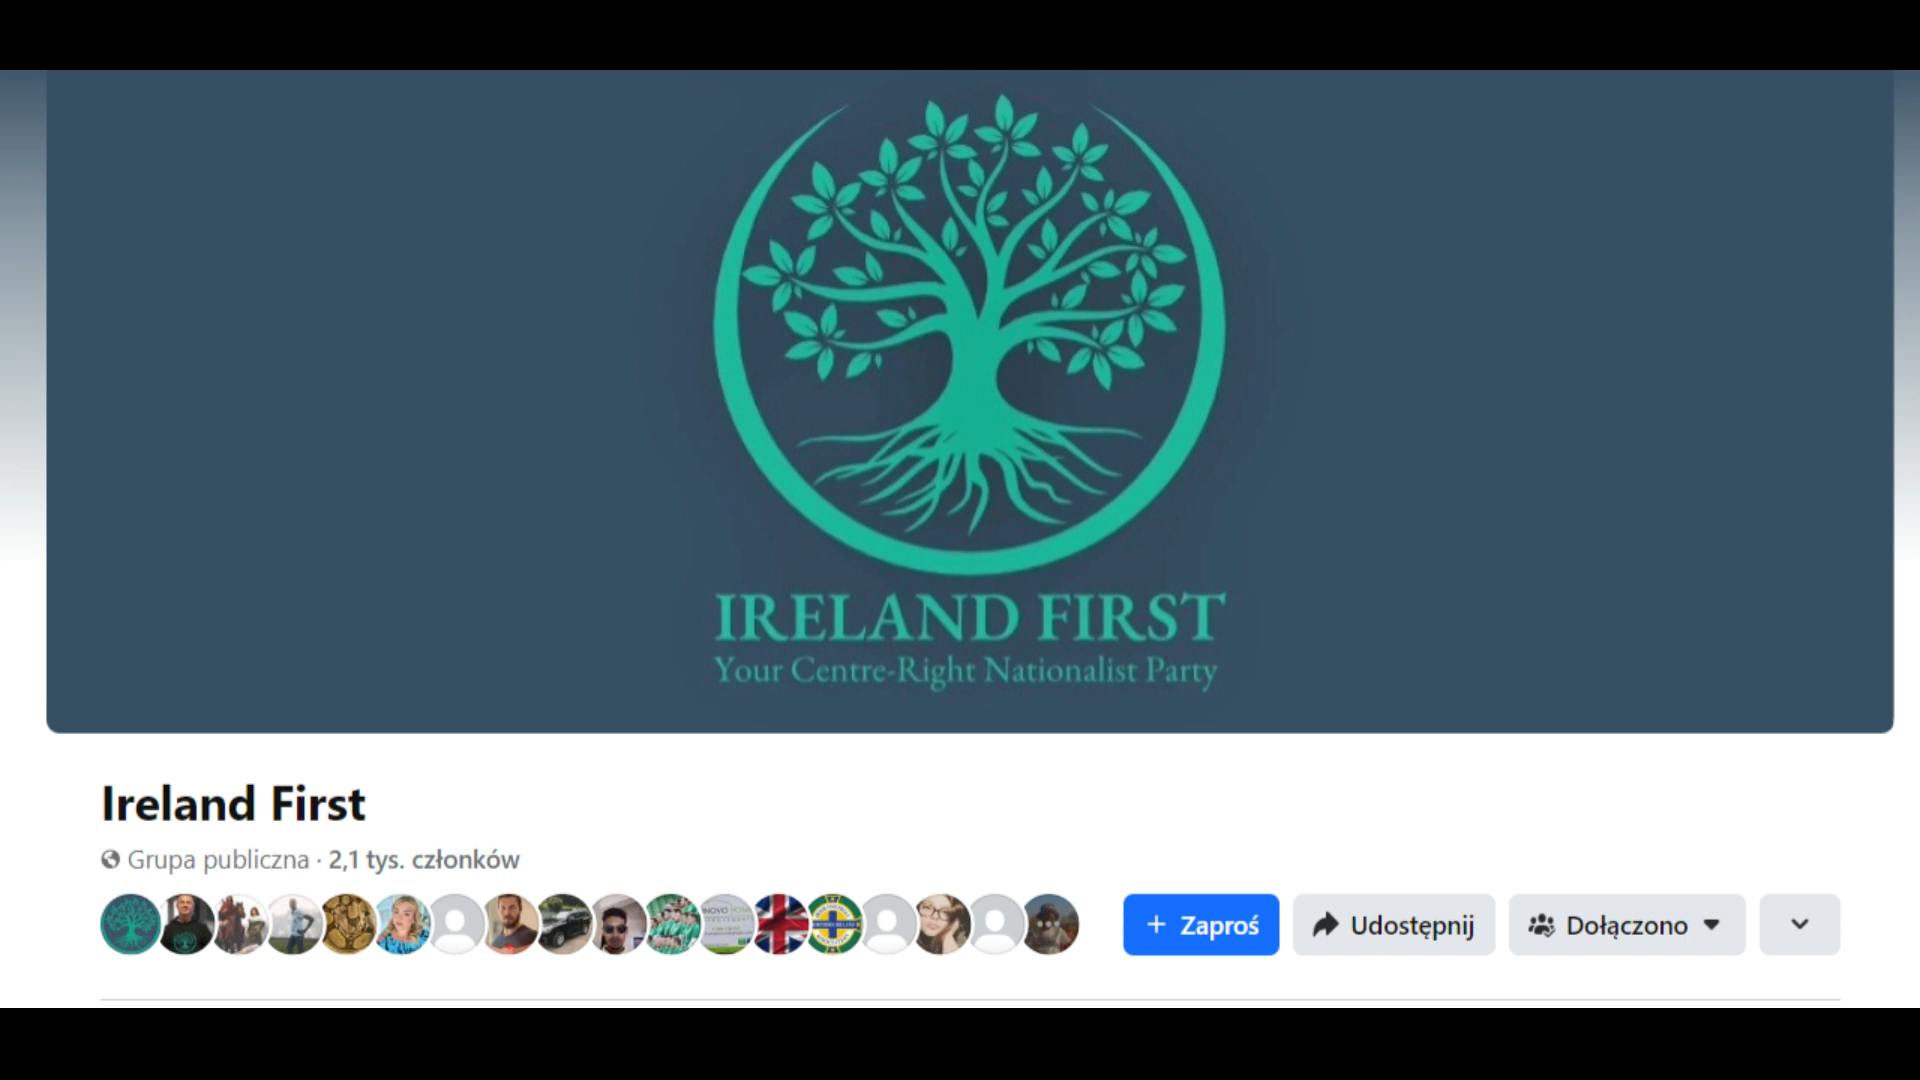 IRELAND FIRST
Your Centre-Right Nationalist Party
Ireland First
Grupa publiczna · 2,1 tys. członków
+ Zaproś
Udostępnij
Dołączono